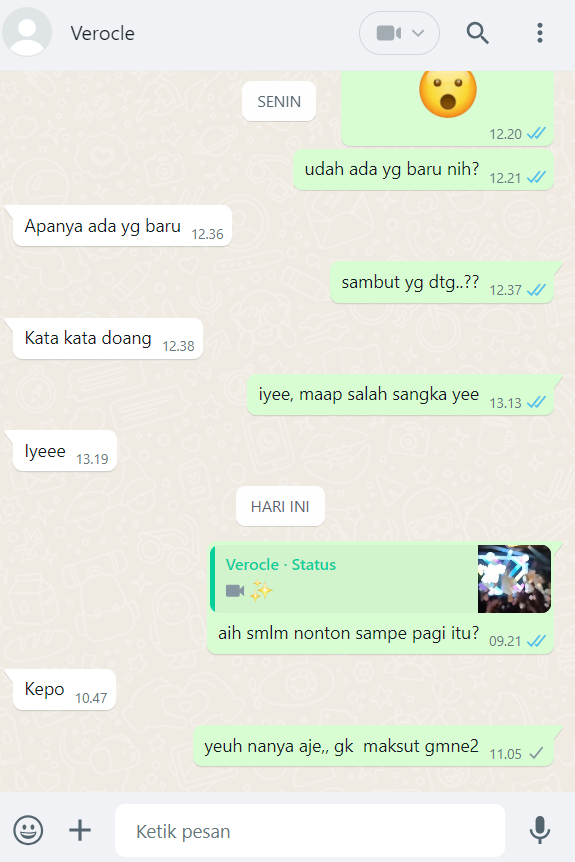 Verocle
SENIN
12.20
udah ada yg baru nih? 12.21
Apanya ada yg baru 12.36
sambut yg dtg..?? 12.37
Kata kata doang 12.38
iyee, maap salah sangka yee 13.13
Iyeee 13.19
HARI INI
Verocle · Status
✨
aih smlm nonton sampe pagi itu? 09.21
Kepo 10.47
yeuh nanya aje,, gk maksut gmne2 11.05
Ketik pesan